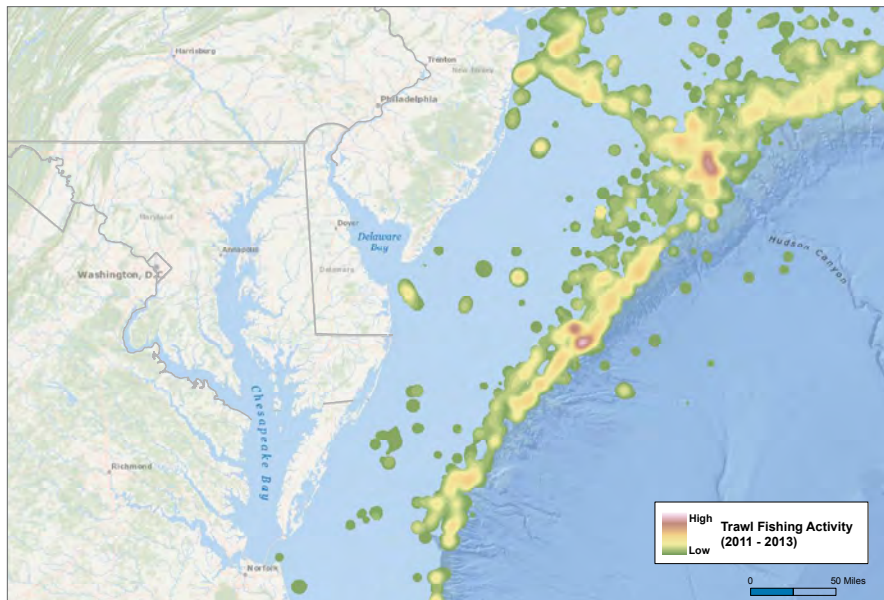 Harrisburg
Trenton
New Jersey
Philadelphia
Maryland
Dover
Delaware
Bay
Annapolis
Delaware
Washington, D.C.
Hudson Canyon
Chesapeake Bay
Richmond
Norfolk
High
Low
Trawl Fishing Activity
(2011 - 2013)
0
50 Miles